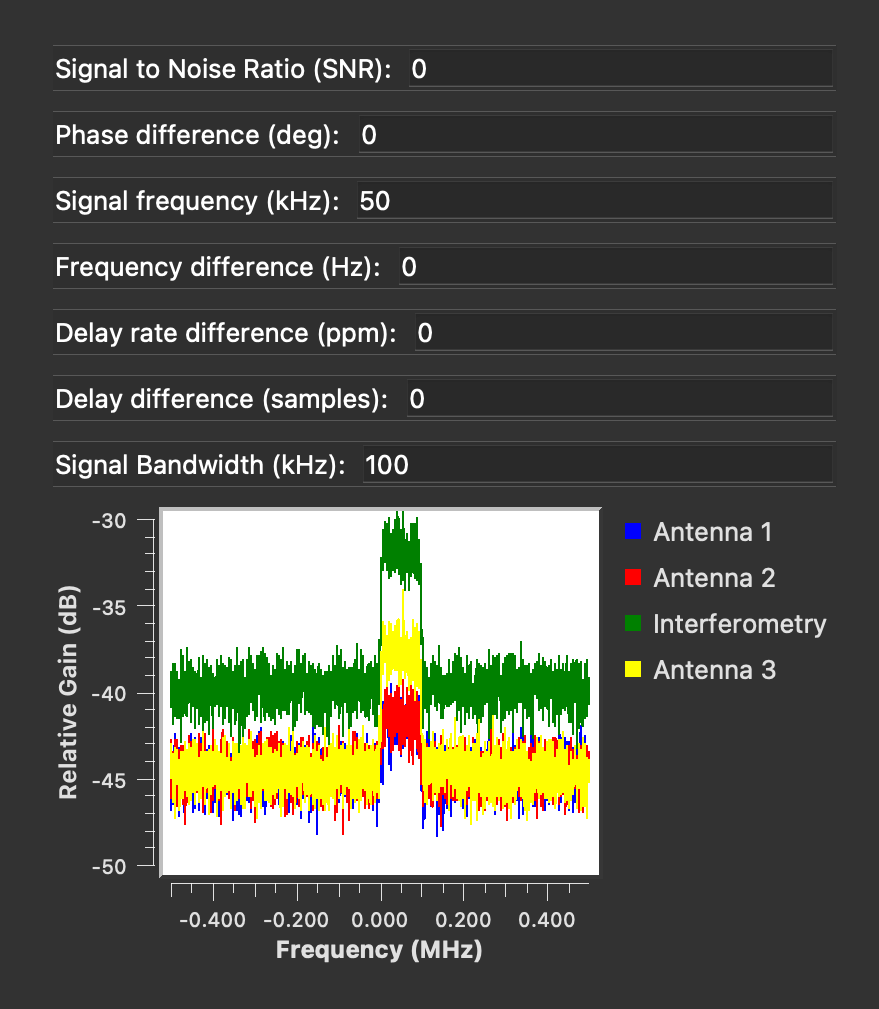 Signal to Noise Ratio (SNR): 0
Phase difference (deg): 0
Signal frequency (kHz): 50
Frequency difference (Hz): 0
Delay rate difference (ppm): 0
Delay difference (samples): 0
Signal Bandwidth (kHz): 100
-30
-35
-40
-45
-50
Relative Gain (dB)
Antenna 1
Antenna 2
Interferometry
Antenna 3
-0.400 -0.200 0.000 0.200 0.400
Frequency (MHz)